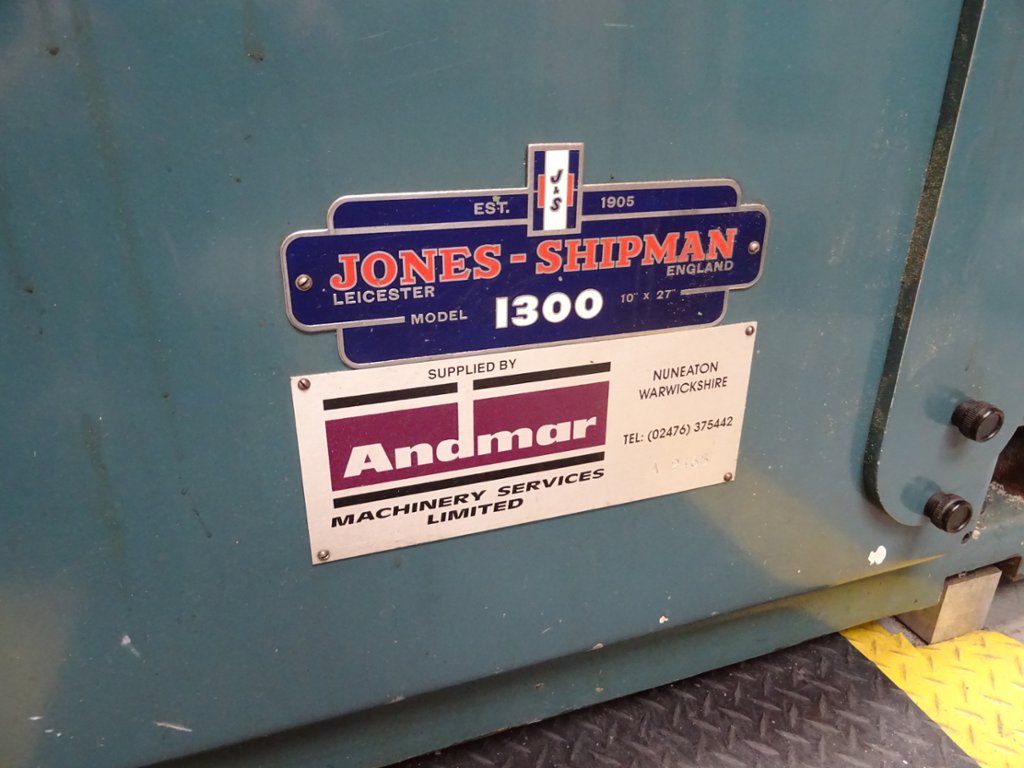 EST. 1905
J & S
JONES - SHIPMAN
LEICESTER ENGLAND
MODEL 1300 10" x 27"
SUPPLIED BY
Andmar
MACHINERY SERVICES
LIMITED
NUNEATON
WARWICKSHIRE
TEL: (02476) 375442